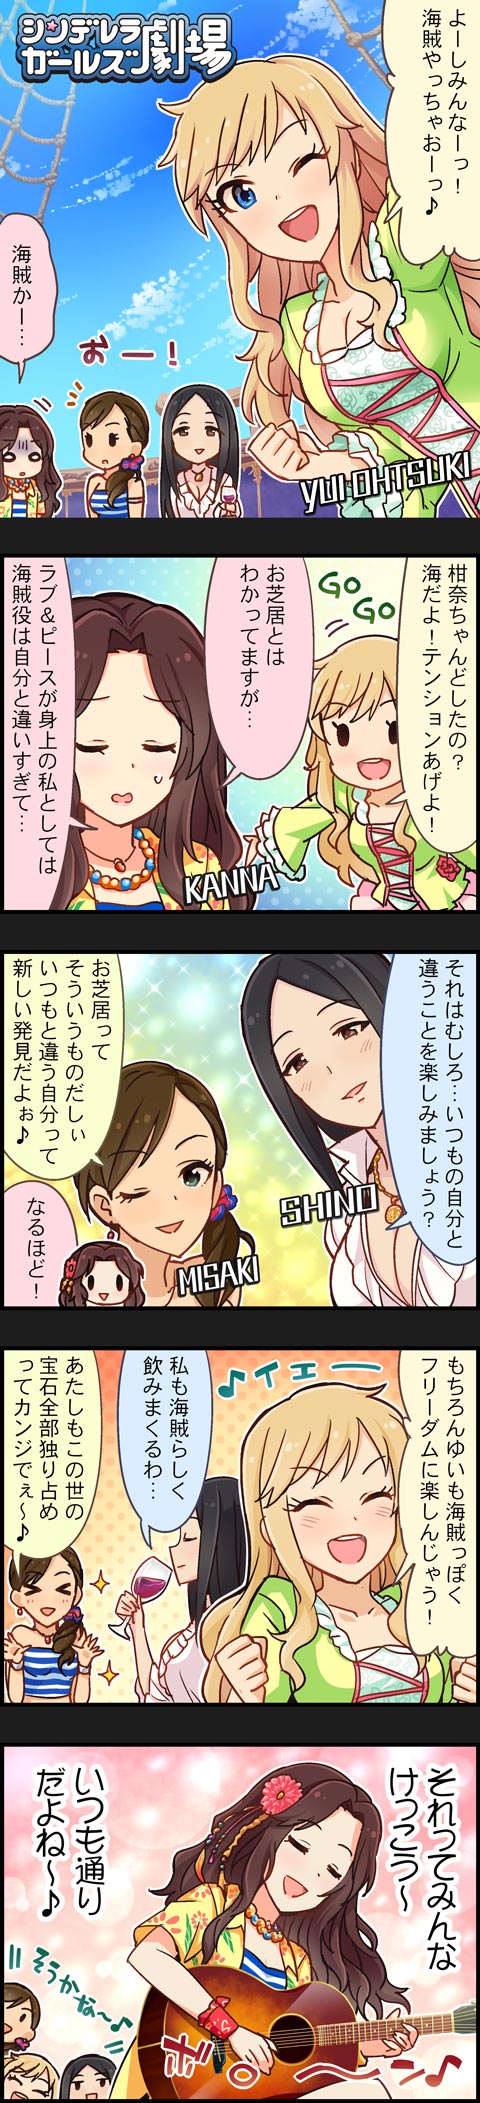 シンデレラ
ガールズ劇場
よーしみんなーっ！
海賊やっちゃおーっ♪
海賊かー…
おー！
YUI OHTSUKI
柑奈ちゃんどしたの？
海だよ！テンションあげよ！
GO
GO
お芝居とは
わかってますが…
ラブ＆ピースが身上の私としては
海賊役は自分と違いすぎて…
KANNA
それはむしろ…いつもの自分と
違うことを楽しみましょう？
SHINO
お芝居って
そういうものだしぃ
いつもと違う自分って
新しい発見だよぉ♪
MISAKI
なるほど！
もちろんゆいも海賊っぽく
フリーダムに楽しんじゃう！
♪イェー
私も海賊らしく
飲みまくるわ…
あたしもこの世の
宝石全部独り占め
ってカンジでぇ～♪
それってみんな
けっこう～
いつも通り
だよね～♪
そうかな～♪
ボロ～ン♪